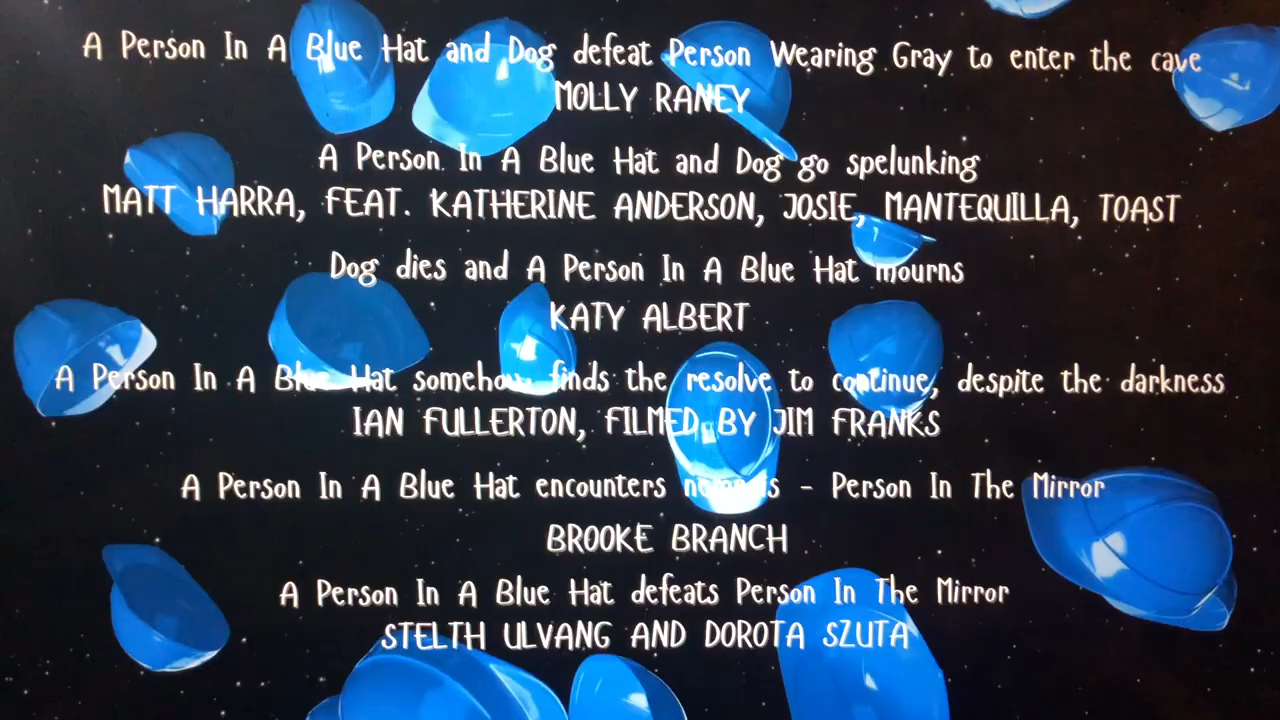 A Person In A Blue Hat and Dog defeat Person Wearing Gray to enter the cave
MOLLY RANEY
A Person In A Blue Hat and Dog go spelunking
MATT HARRA, FEAT. KATHERINE ANDERSON, JOSIE, MANTEQUILLA, TOAST
Dog dies and A Person In A Blue Hat mourns
KATY ALBERT
A Person In A Blue Hat somehow finds the resolve to continue, despite the darkness
IAN FULLERTON, FILMED BY JIM FRANKS
A Person In A Blue Hat encounters nemesis - Person In The Mirror
BROOKE BRANCH
A Person In A Blue Hat defeats Person In The Mirror
STELTH ULVANG AND DOROTA SZUTA